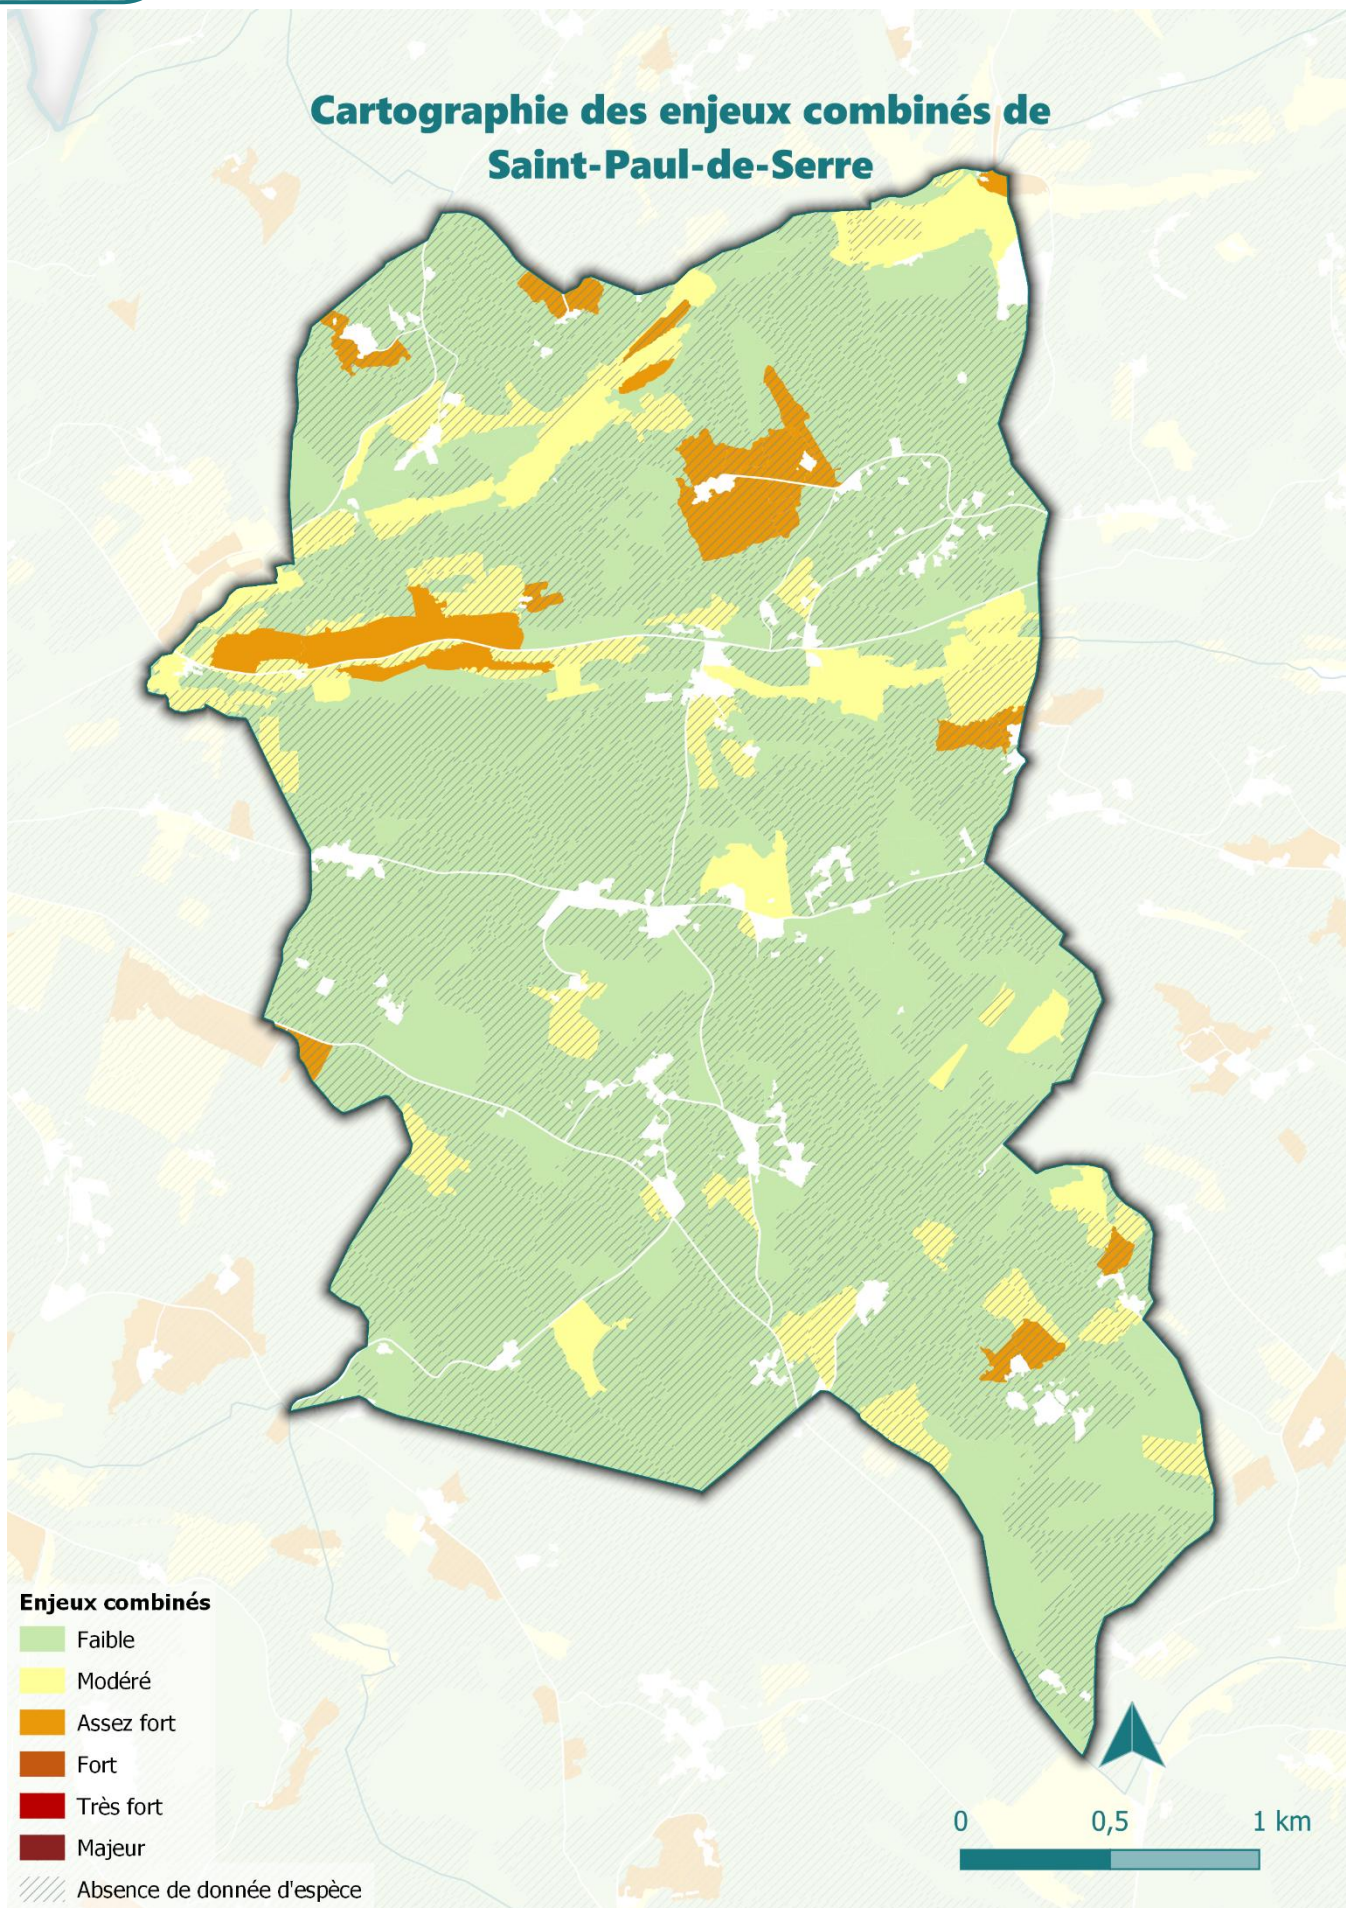 Cartographie des enjeux combinés de
Saint-Paul-de-Serre
Enjeux combinés
Faible
Modéré
Assez fort
Fort
Très fort
Majeur
Absence de donnée d'espèce
0 0,5 1 km